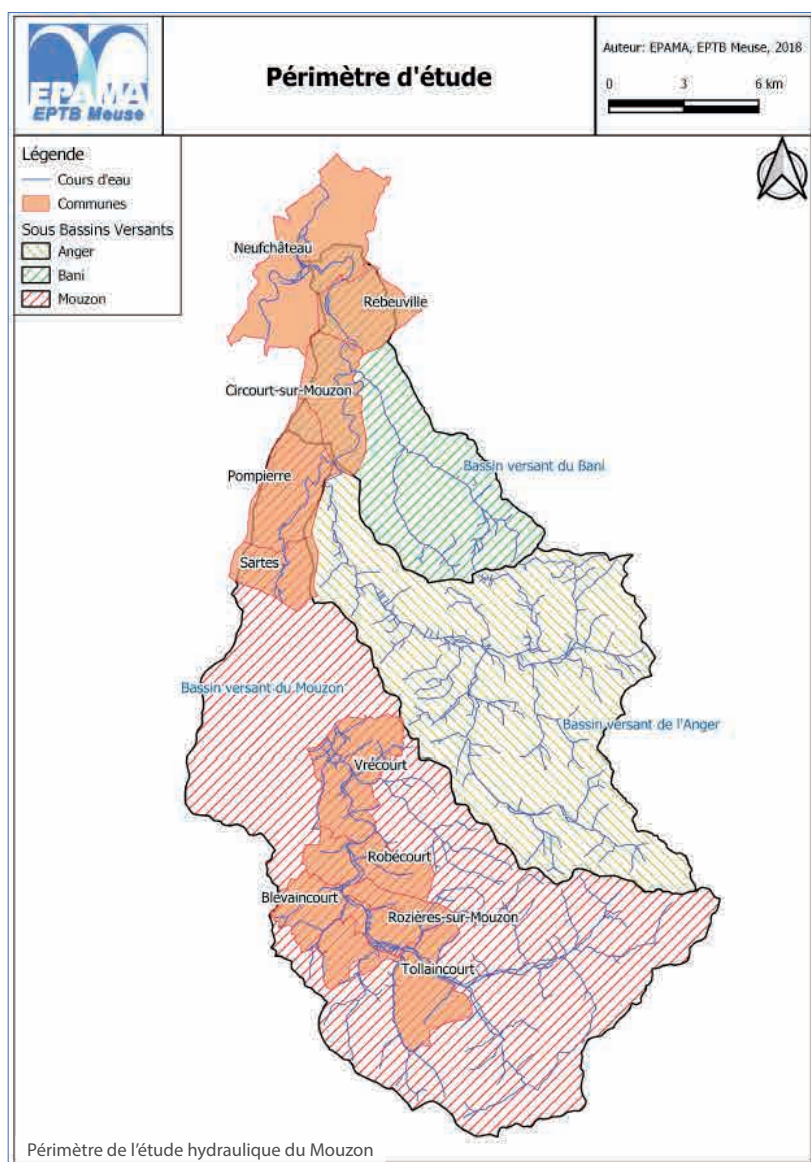 EPAMA
EPTB Meuse
Périmètre d'étude
Auteur: EPAMA, EPTB Meuse, 2018
0 3 6 km
Légende
Cours d'eau
Communes
Sous Bassins Versants
Anger
Bani
Mouzon
Neufchâteau
Rebeuville
Circourt-sur-Mouzon
Bassin versant du Bani
Pompierre
Sartes
Bassin versant du Mouzon
Bassin versant de l'Anger
Vrécourt
Robécourt
Blevaincourt
Rozières-sur-Mouzon
Tollaincourt
Périmètre de l'étude hydraulique du Mouzon